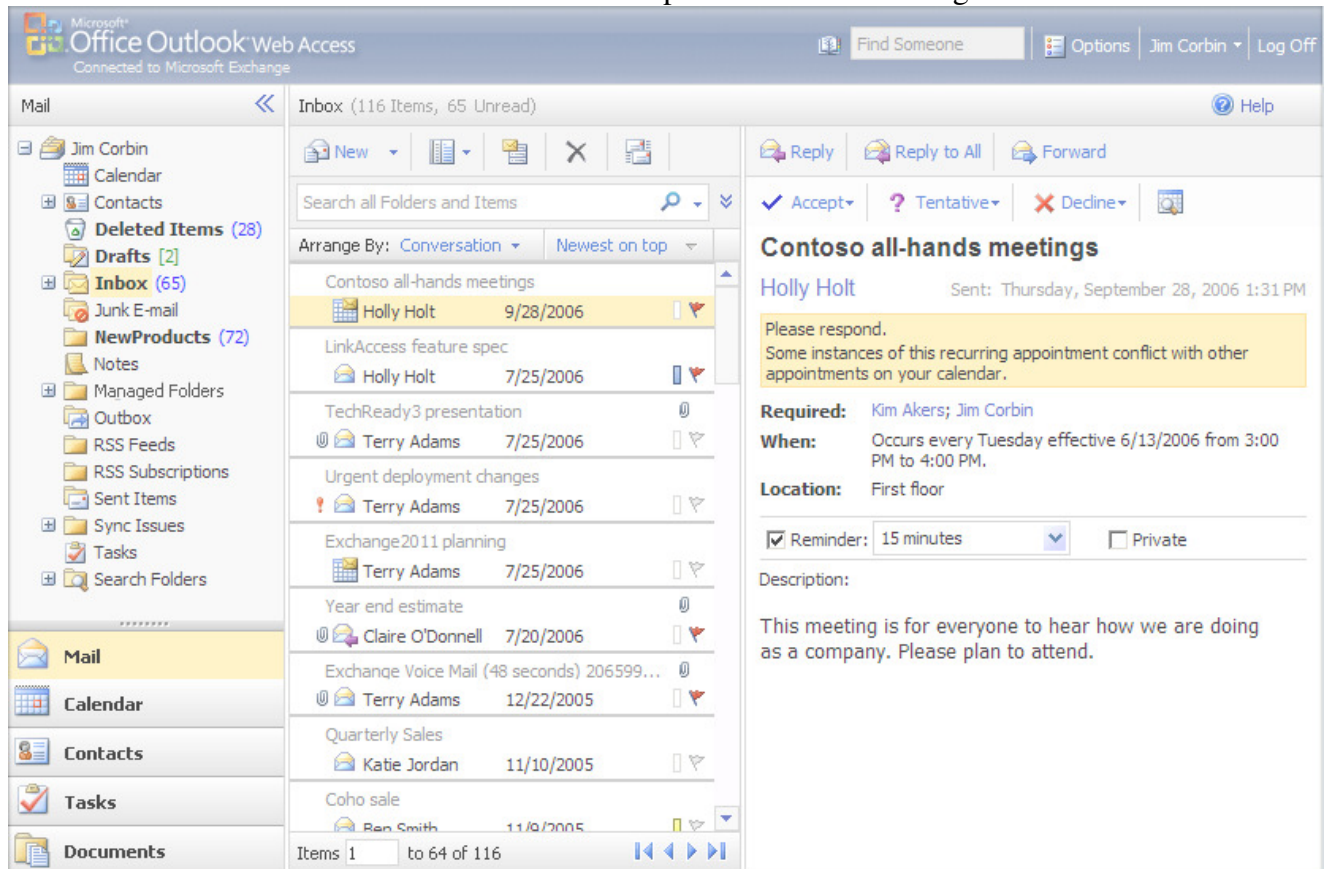 Microsoft®
Office Outlook Web Access
Connected to Microsoft Exchange
Find Someone
Options
Jim Corbin
Log Off
Mail
Inbox (116 Items, 65 Unread)
Help
Jim Corbin
Calendar
Contacts
Deleted Items (28)
Drafts [2]
Inbox (65)
Junk E-mail
NewProducts (72)
Notes
Managed Folders
Outbox
RSS Feeds
RSS Subscriptions
Sent Items
Sync Issues
Tasks
Search Folders
Mail
Calendar
Contacts
Tasks
Documents
New
Search all Folders and Items
Arrange By: Conversation
Newest on top
Contoso all-hands meetings
Holly Holt 9/28/2006
LinkAccess feature spec
Holly Holt 7/25/2006
TechReady3 presentation
Terry Adams 7/25/2006
Urgent deployment changes
Terry Adams 7/25/2006
Exchange2011 planning
Terry Adams 7/25/2006
Year end estimate
Claire O'Donnell 7/20/2006
Exchange Voice Mail (48 seconds) 206599...
Terry Adams 12/22/2005
Quarterly Sales
Katie Jordan 11/10/2005
Coho sale
Ben Smith 11/9/2005
Items 1 to 64 of 116
Reply
Reply to All
Forward
Accept
Tentative
Decline
Contoso all-hands meetings
Holly Holt
Sent: Thursday, September 28, 2006 1:31 PM
Please respond.
Some instances of this recurring appointment conflict with other
appointments on your calendar.
Required: Kim Akers; Jim Corbin
When: Occurs every Tuesday effective 6/13/2006 from 3:00
PM to 4:00 PM.
Location: First floor
Reminder: 15 minutes
Private
Description:
This meeting is for everyone to hear how we are doing
as a company. Please plan to attend.